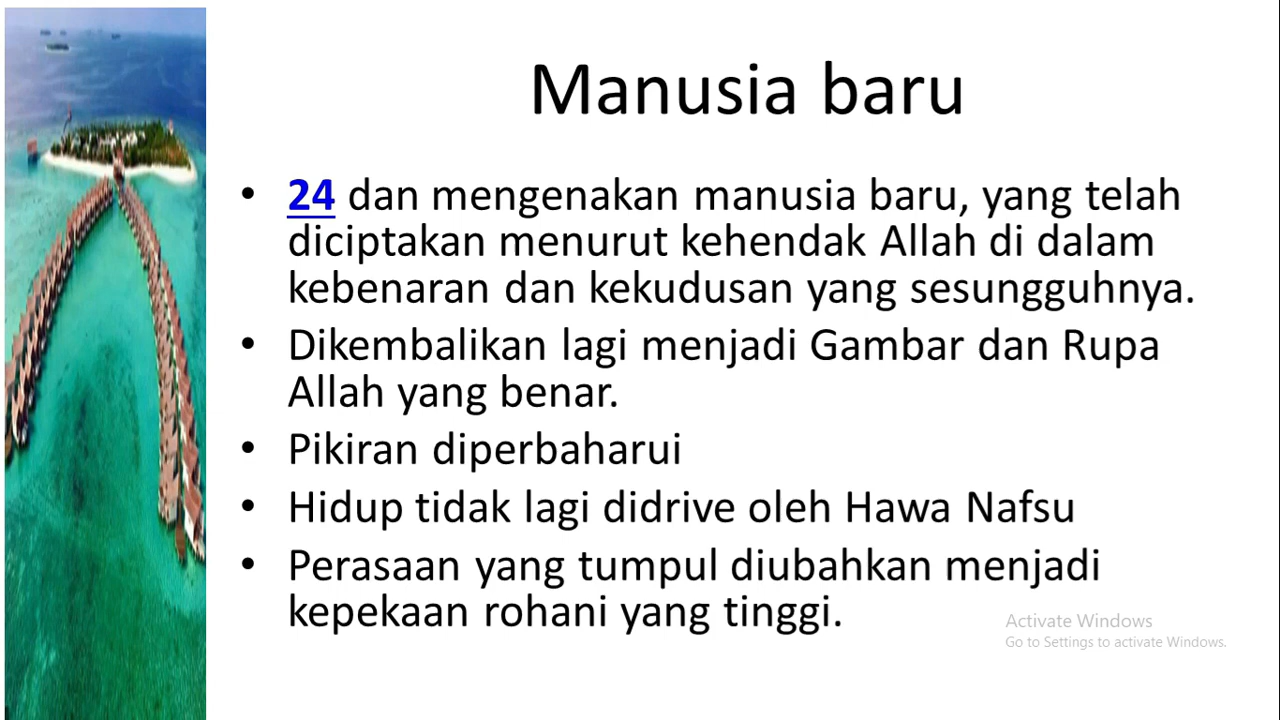 Manusia baru
• 24 dan mengenakan manusia baru, yang telah
diciptakan menurut kehendak Allah di dalam
kebenaran dan kekudusan yang sesungguhnya.
• Dikembalikan lagi menjadi Gambar dan Rupa
Allah yang benar.
• Pikiran diperbaharui
• Hidup tidak lagi didrive oleh Hawa Nafsu
• Perasaan yang tumpul diubahkan menjadi
kepekaan rohani yang tinggi.
Activate Windows
Go to Settings to activate Windows.